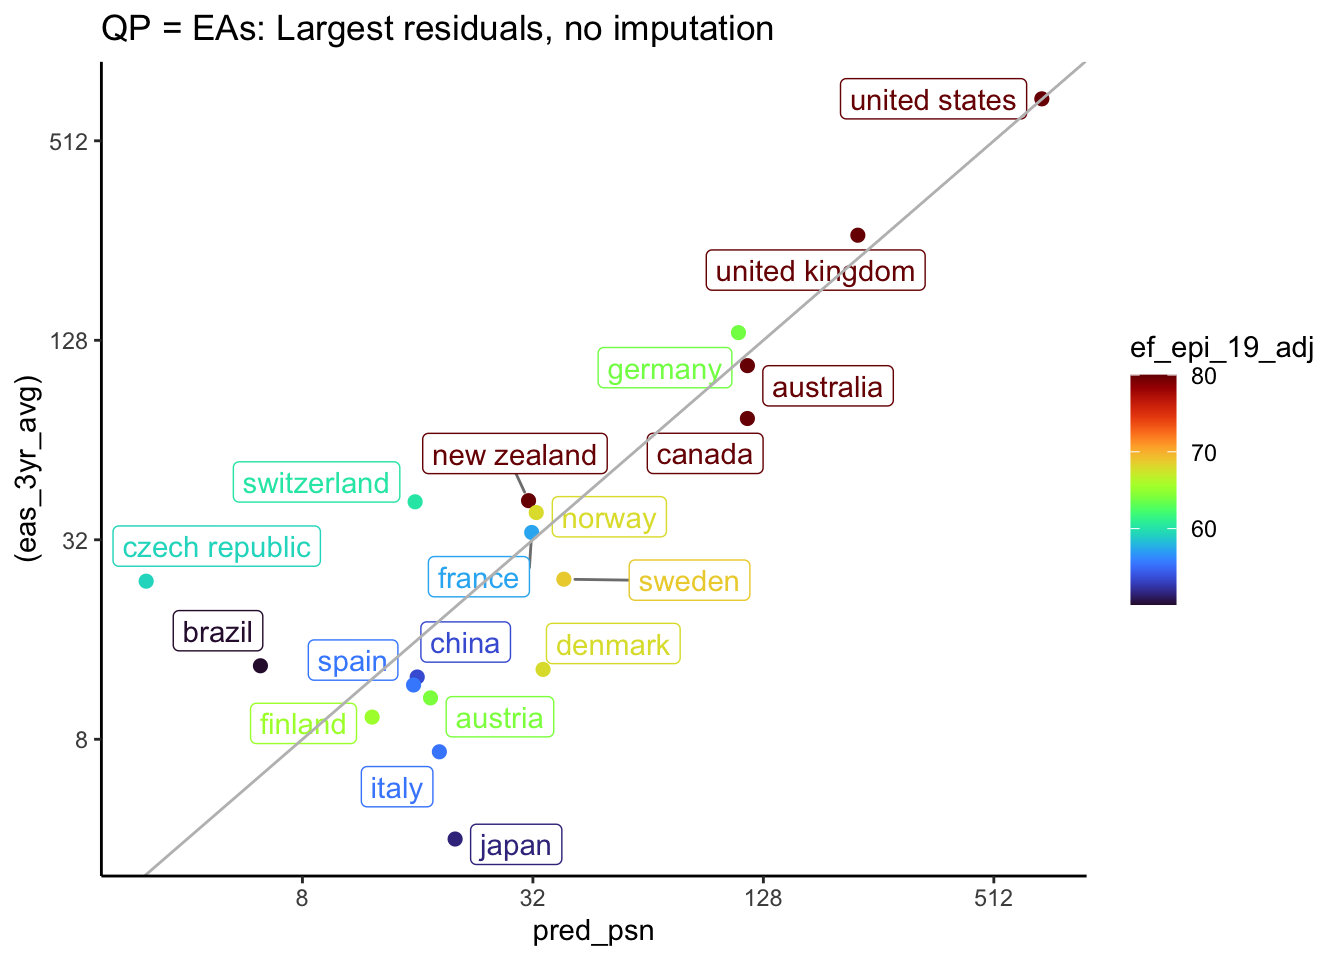 QP = EAs: Largest residuals, no imputation
united states
512
united kingdom
128
ef_epi_19_adj
germany
80
australia
new zealand
canada
70
switzerland
norway
60
(eas_3yr_avg)
32
czech republic
france
sweden
brazil
china
denmark
spain
finland
austria
8
italy
japan
8
32
128
512
pred_psn